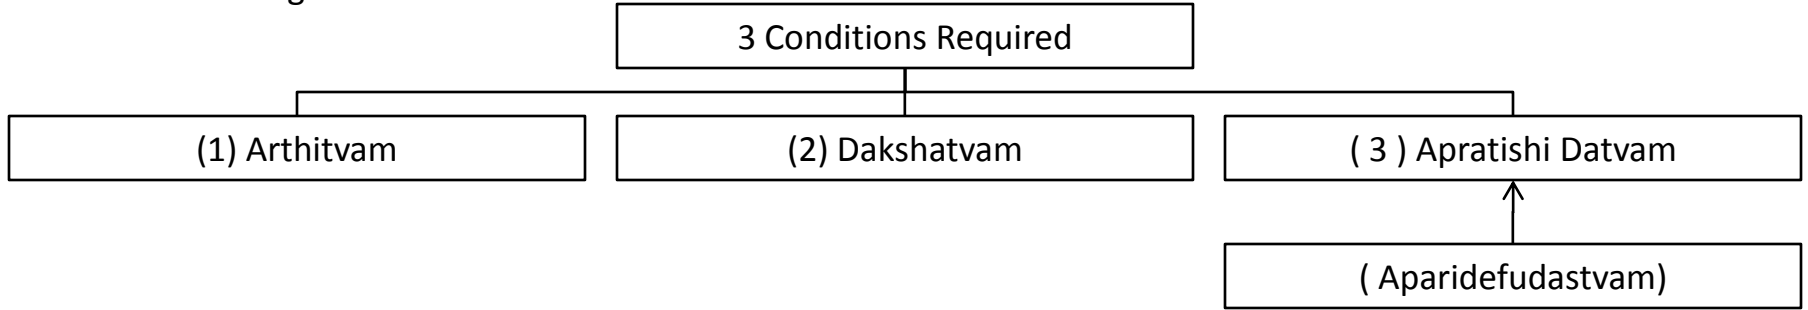 3 Conditions Required
(1) Arthitvam
(2) Dakshatvam
( 3 ) Apratishi Datvam
( Aparidefudastvam)